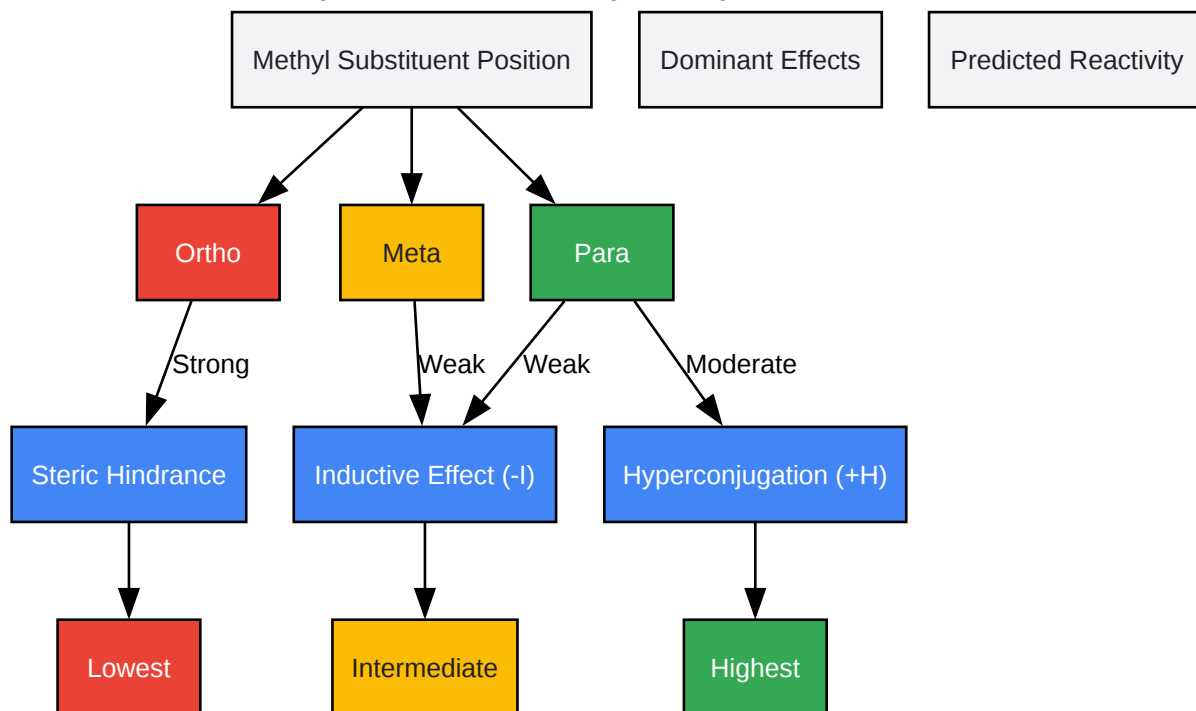 Methyl Substituent Position
Dominant Effects
Predicted Reactivity
Ortho
Meta
Para
Strong
Weak
Weak
Moderate
Steric Hindrance
Inductive Effect (-I)
Hyperconjugation (+H)
Lowest
Intermediate
Highest